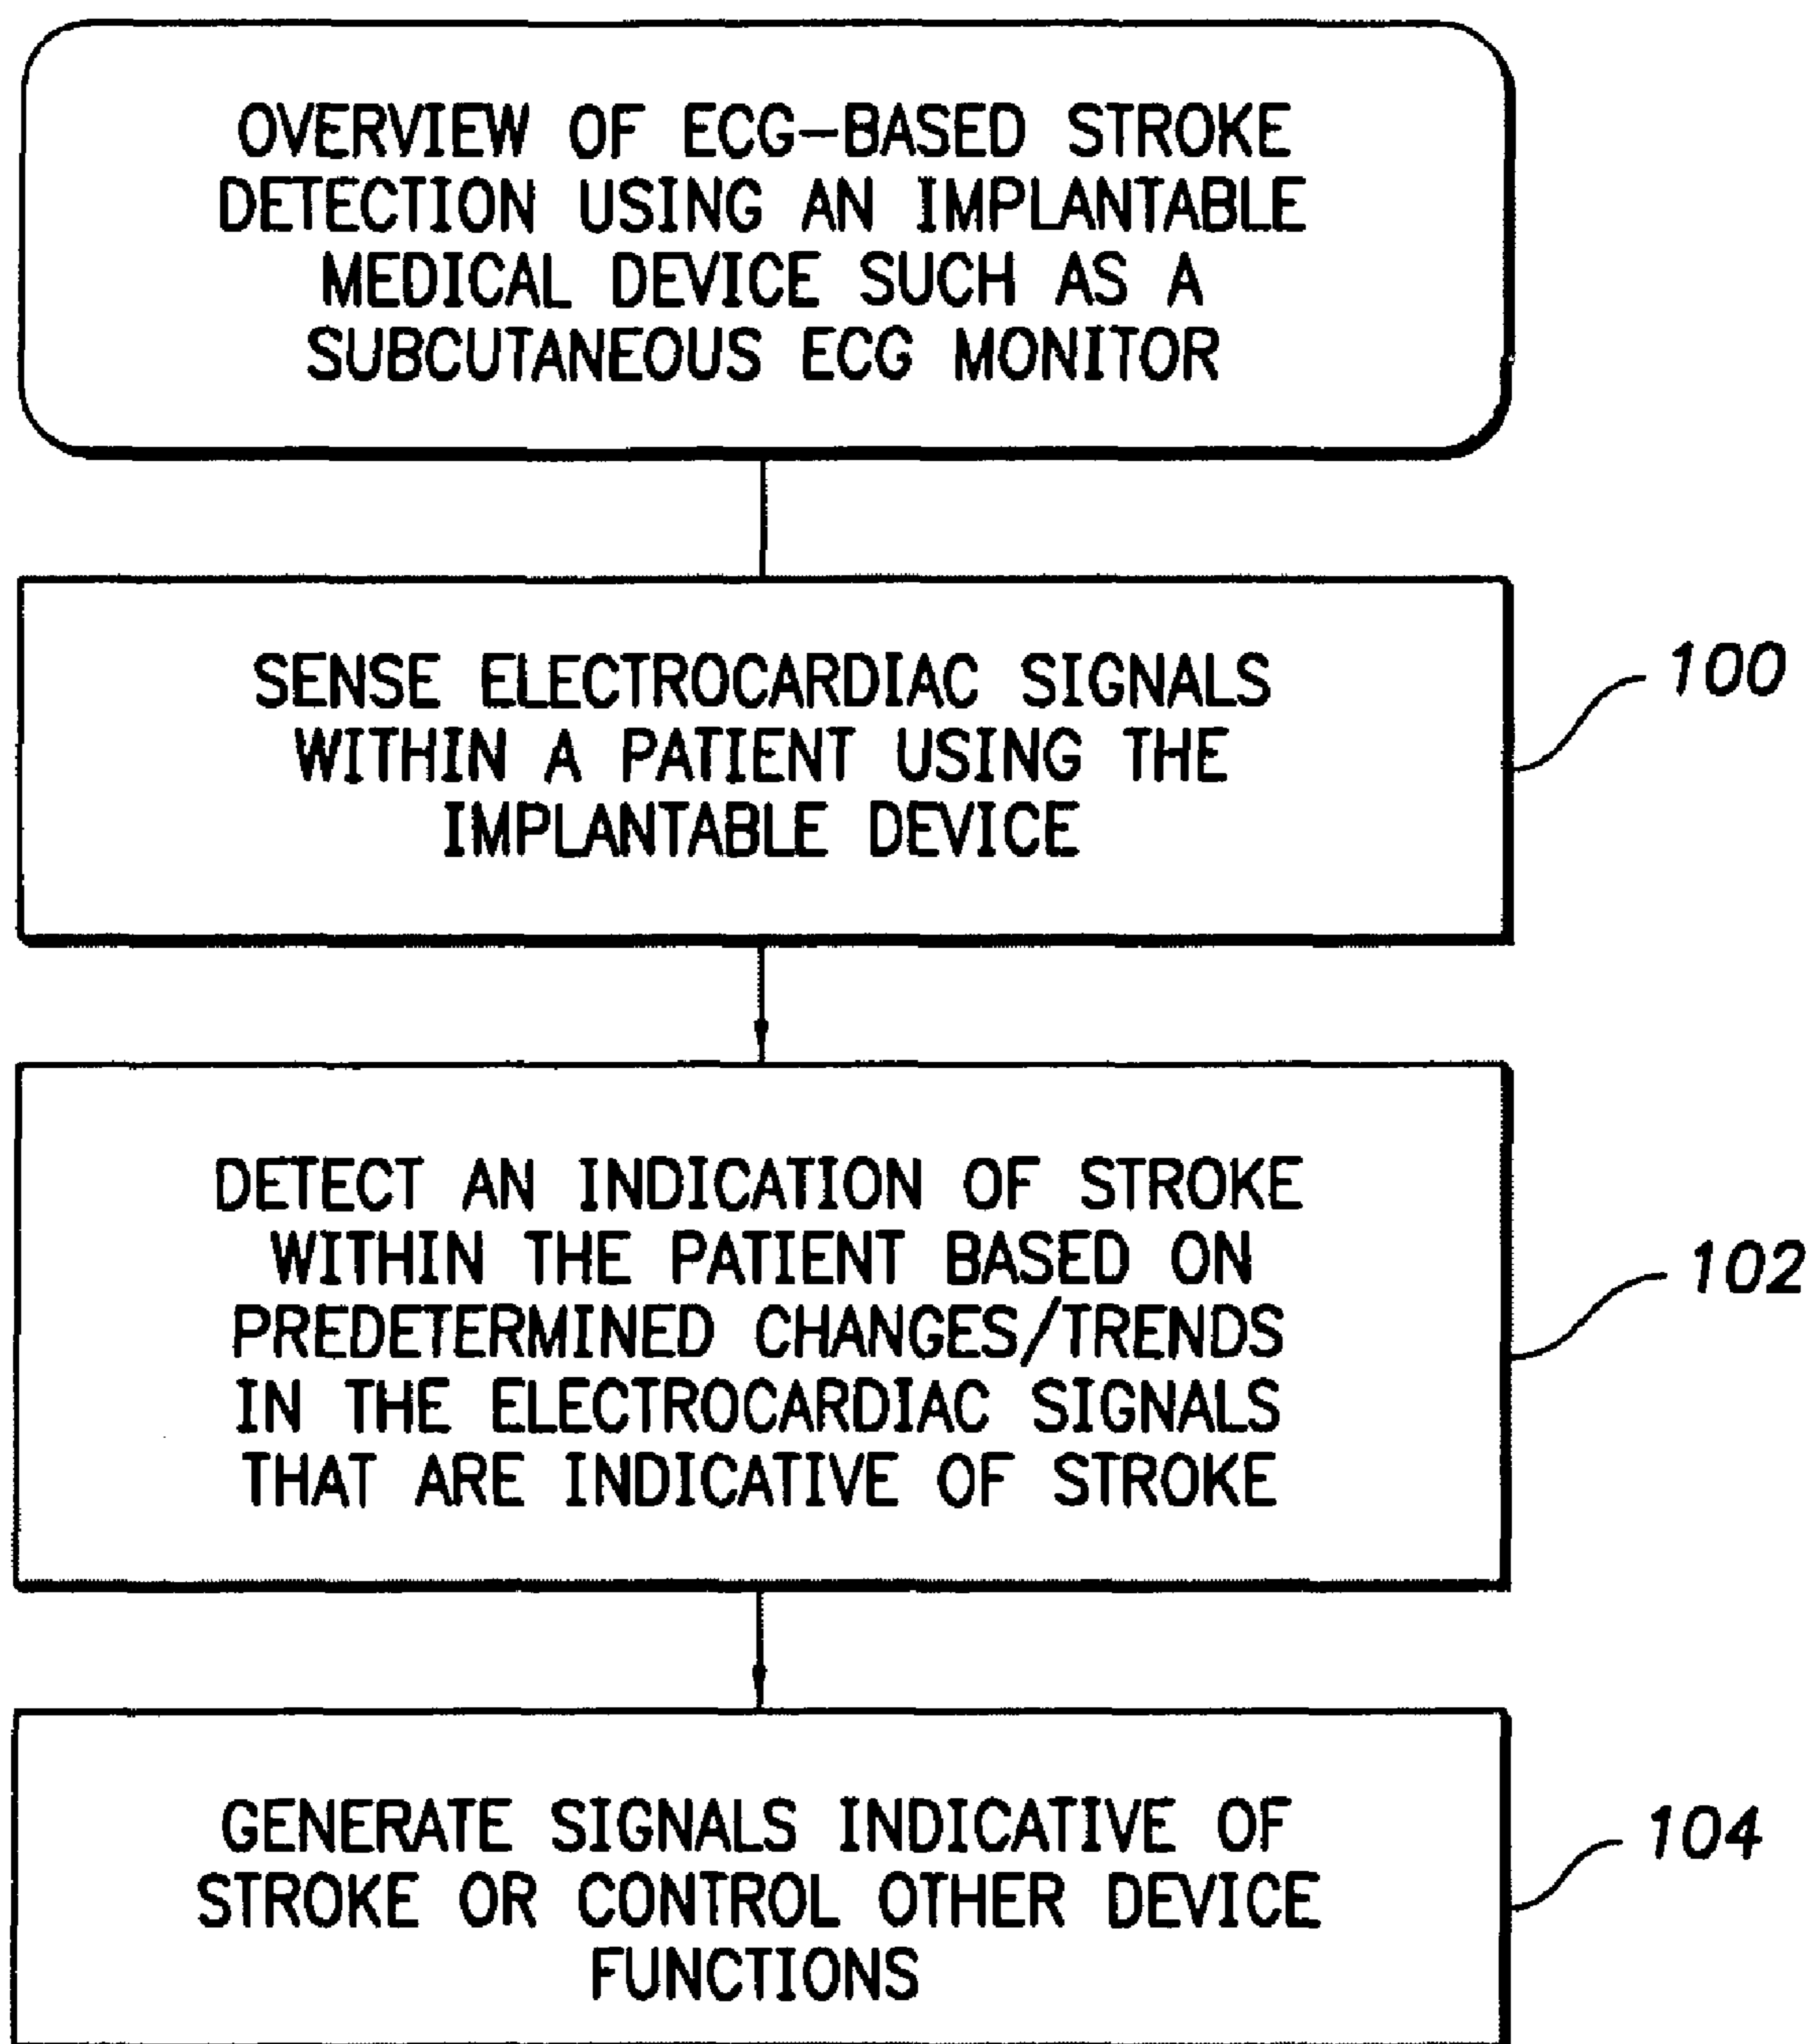 OVERVIEW OF ECG-BASED STROKE
DETECTION USING AN IMPLANTABLE
MEDICAL DEVICE SUCH AS A
SUBCUTANEOUS ECG MONITOR
SENSE ELECTROCARDIAC SIGNALS
WITHIN A PATIENT USING THE
IMPLANTABLE DEVICE
100
DETECT AN INDICATION OF STROKE
WITHIN THE PATIENT BASED ON
PREDETERMINED CHANGES/TRENDS
IN THE ELECTROCARDIAC SIGNALS
THAT ARE INDICATIVE OF STROKE
102
GENERATE SIGNALS INDICATIVE OF
STROKE OR CONTROL OTHER DEVICE
FUNCTIONS
104